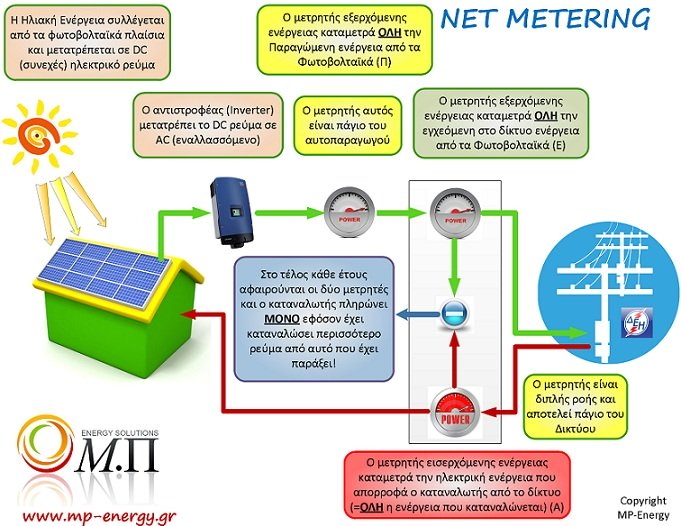 Η Ηλιακή Ενέργεια συλλέγεται
από τα φωτοβολταϊκά πλαίσια
και μετατρέπεται σε DC
(συνεχές) ηλεκτρικό ρεύμα
Ο μετρητής εξερχόμενης
ενέργειας καταμετρά ΟΛΗ την
Παραγώμενη ενέργεια από τα
Φωτοβολταϊκά (Π)
NET METERING
Ο αντιστροφέας (Inverter)
μετατρέπει το DC ρεύμα σε
AC (εναλλασσόμενο)
Ο μετρητής αυτός
είναι πάγιο του
αυτοπαραγωγού
Ο μετρητής εξερχόμενης
ενέργειας καταμετρά ΟΛΗ την
εγχεόμενη στο δίκτυο ενέργεια
από τα Φωτοβολταϊκά (Ε)
POWER
POWER
Στο τέλος κάθε έτους
αφαιρούνται οι δύο μετρητές
και ο καταναλωτής πληρώνει
ΜΟΝΟ εφόσον έχει
καταναλώσει περισσότερο
ρεύμα από αυτό που έχει
παράξει!
ΔΕΗ
POWER
Ο μετρητής είναι
διπλής ροής και
αποτελεί πάγιο του
Δικτύου
ENERGY SOLUTIONS
Μ.Π
www.mp-energy.gr
Ο μετρητής εισερχόμενης ενέργειας
καταμετρά την ηλεκτρική ενέργεια που
απορροφά ο καταναλωτής από το δίκτυο
(=ΟΛΗ η ενέργεια που καταναλώνεται) (Α)
Copyright
MP-Energy